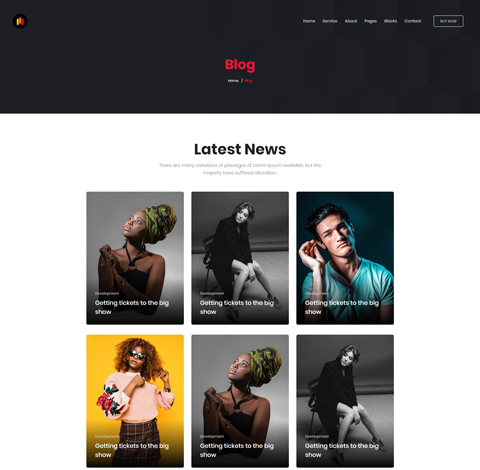 Home Service About Pages Blocks Contact BUY NOW
Blog
Home / Blog
Latest News
There are many variations of passages of Lorem Ipsum available, but the
majority have suffered alteration.
Development
Getting tickets to the big
show
Development
Getting tickets to the big
show
Development
Getting tickets to the big
show
Development
Getting tickets to the big
show
Development
Getting tickets to the big
show
Development
Getting tickets to the big
show